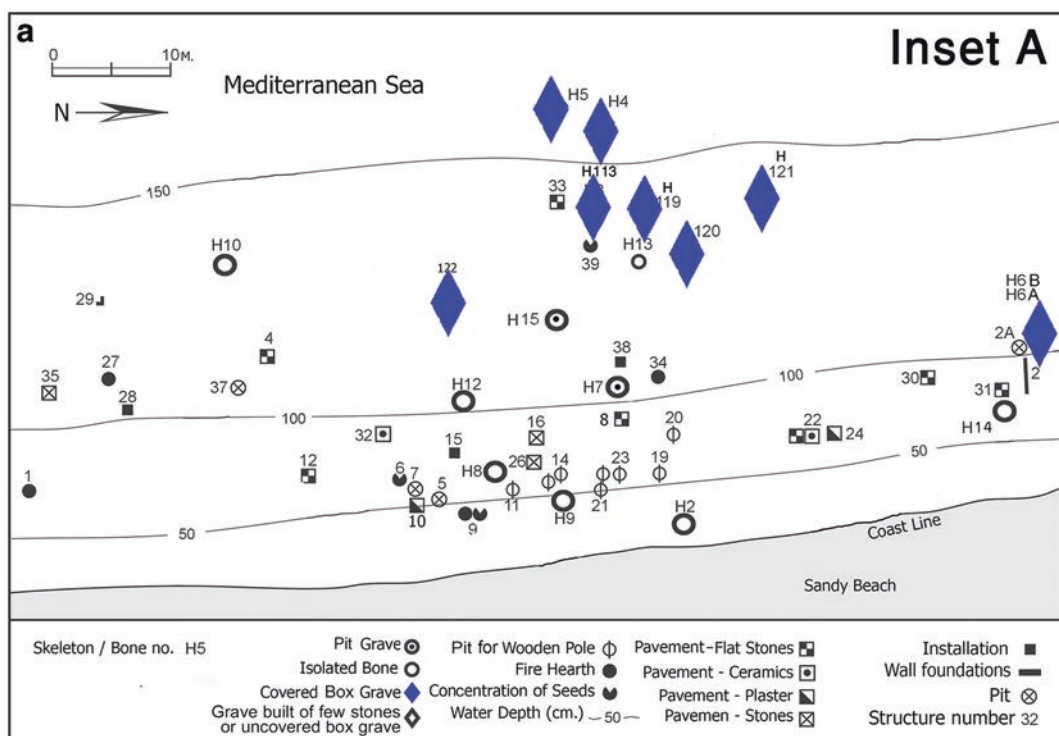 a
Inset A
0 10 M.
Mediterranean Sea
N
H5
H4
150
H113
33
H
119
H
121
120
39
H13
H10
122
29
H15
H6B
H6A
2A
2
4
27
35
28
37
38
34
H7
100
30
31
H12
H14
100
32
8
20
22
24
16
15
26
H8
14
23
19
50
12
6
7
5
1
11
21
H9
H2
10
9
50
Coast Line
Sandy Beach
Skeleton / Bone no. H5
Pit Grave
Isolated Bone
Covered Box Grave
Grave built of few stones
or uncovered box grave
Pit for Wooden Pole
Fire Hearth
Concentration of Seeds
Water Depth (cm.) 50
Pavement-Flat Stones
Pavement - Ceramics
Pavement - Plaster
Pavemen - Stones
Installation
Wall foundations
Pit
Structure number 32